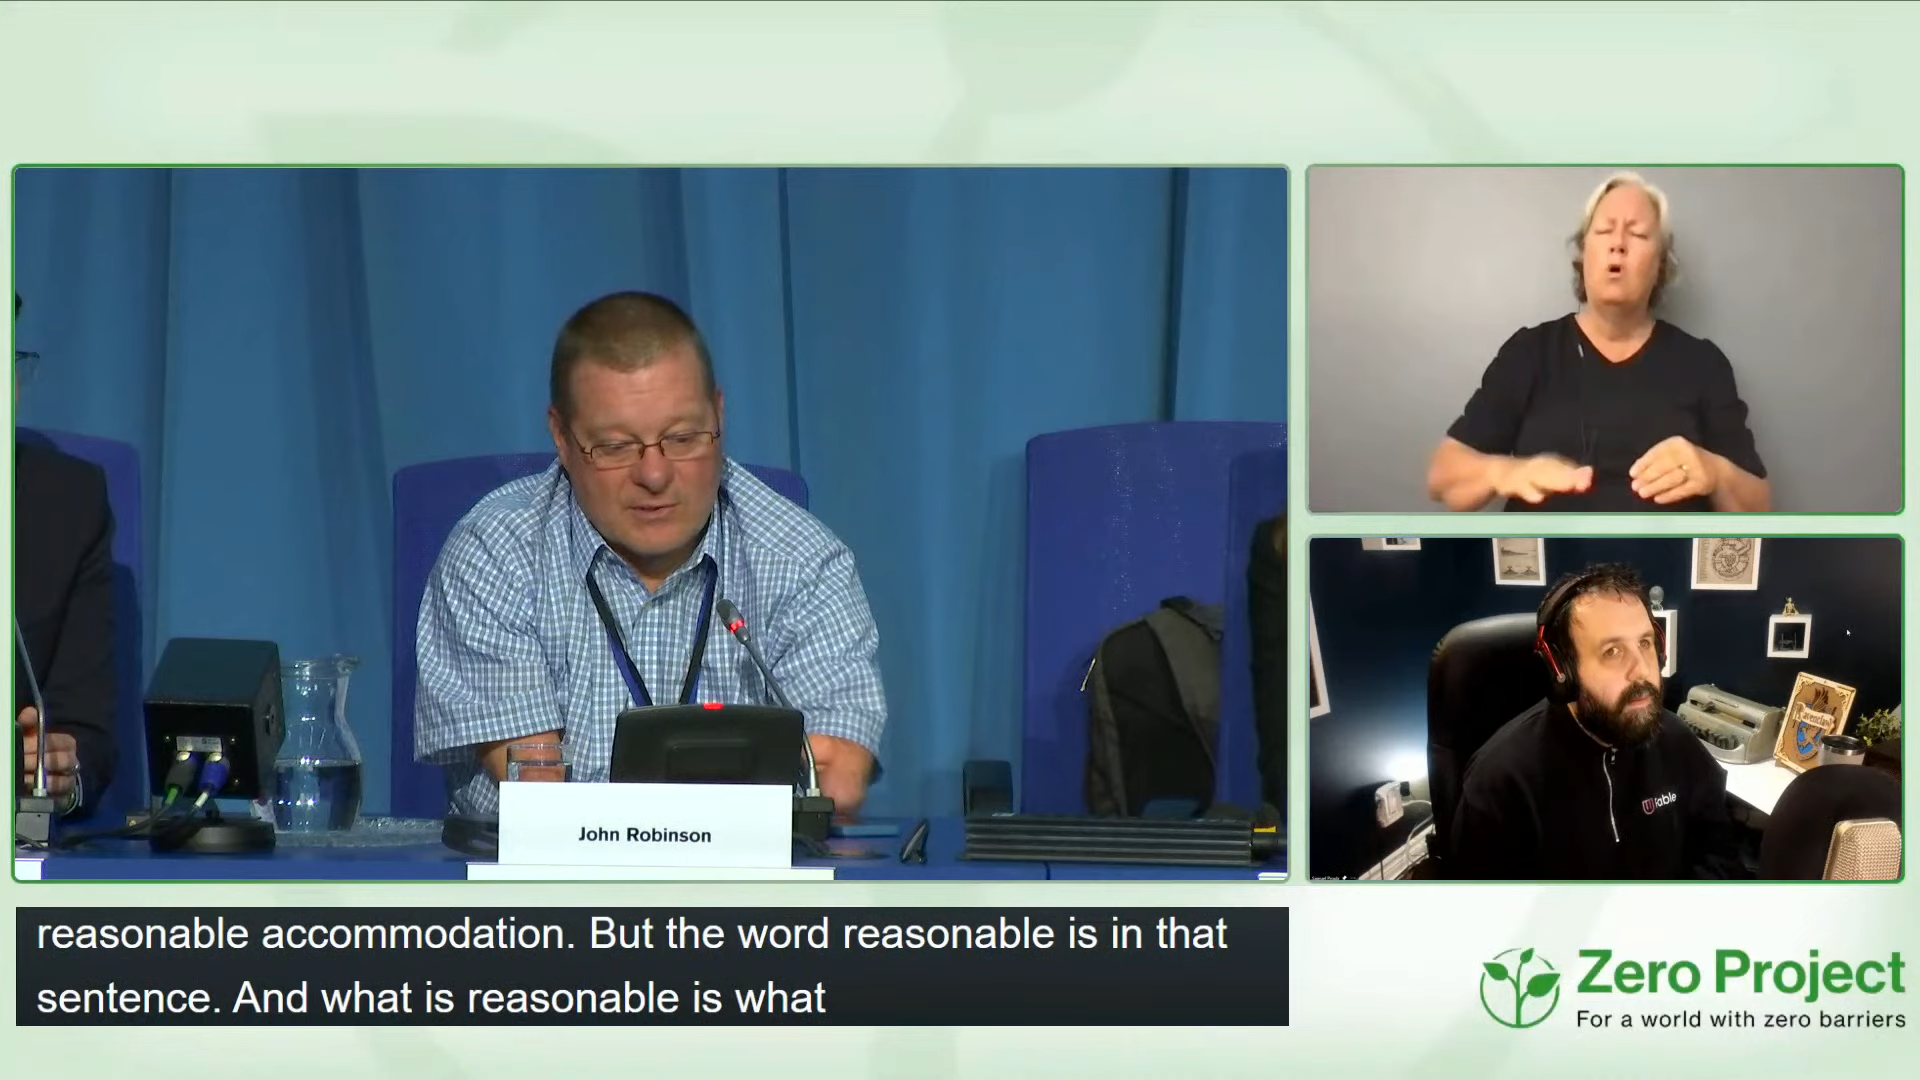 John Robinson
Fable
reasonable accommodation. But the word reasonable is in that
sentence. And what is reasonable is what
Zero Project
For a world with zero barriers